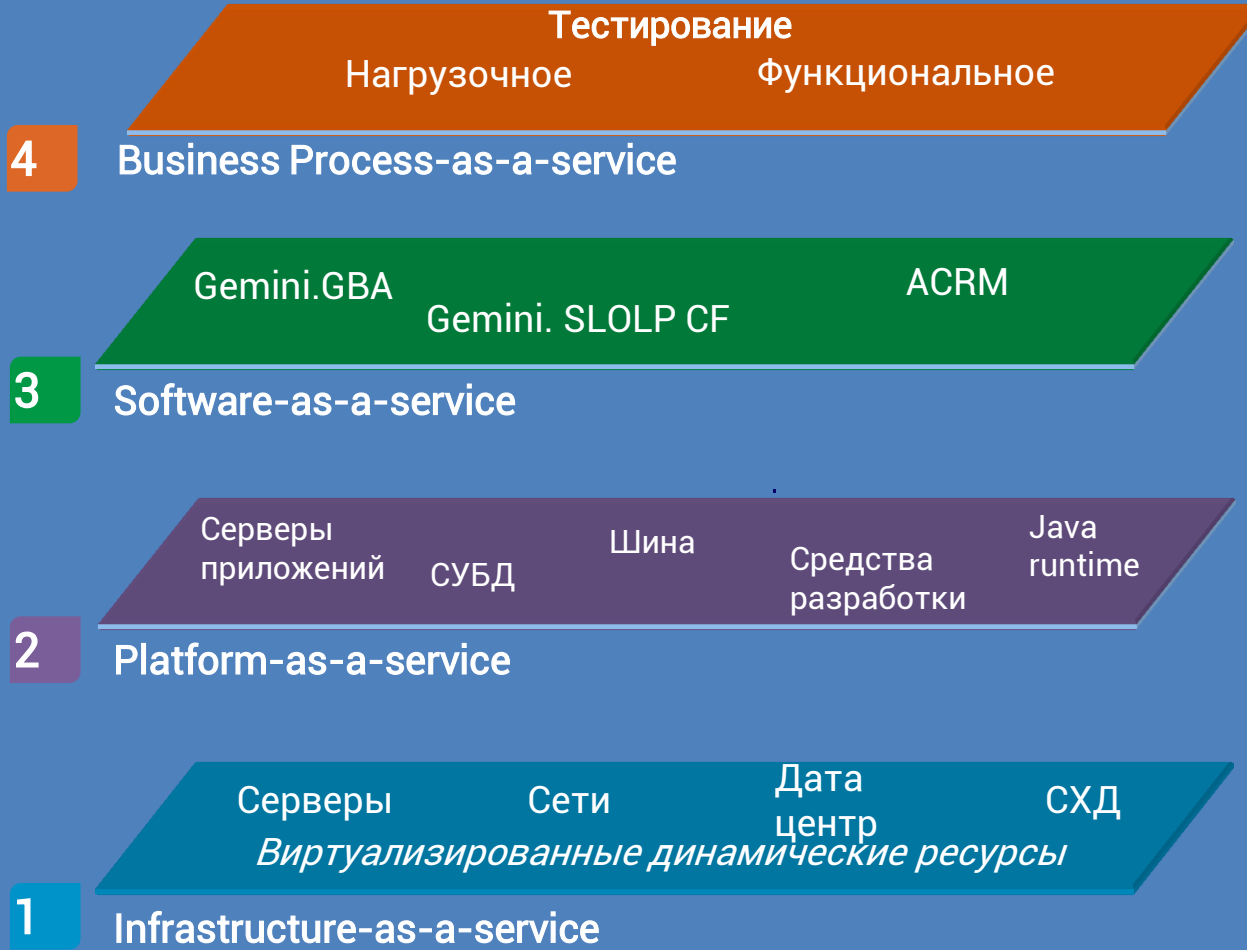 Тестирование
Нагрузочное
Функциональное
4
Business Process-as-a-service
Gemini.GBA
Gemini. SLOLP CF
ACRM
3
Software-as-a-service
Серверы
приложений
СУБД
Шина
Средства
разработки
Java
runtime
2
Platform-as-a-service
Серверы
Сети
Дата
центр
СХД
Виртуализированные динамические ресурсы
1
Infrastructure-as-a-service